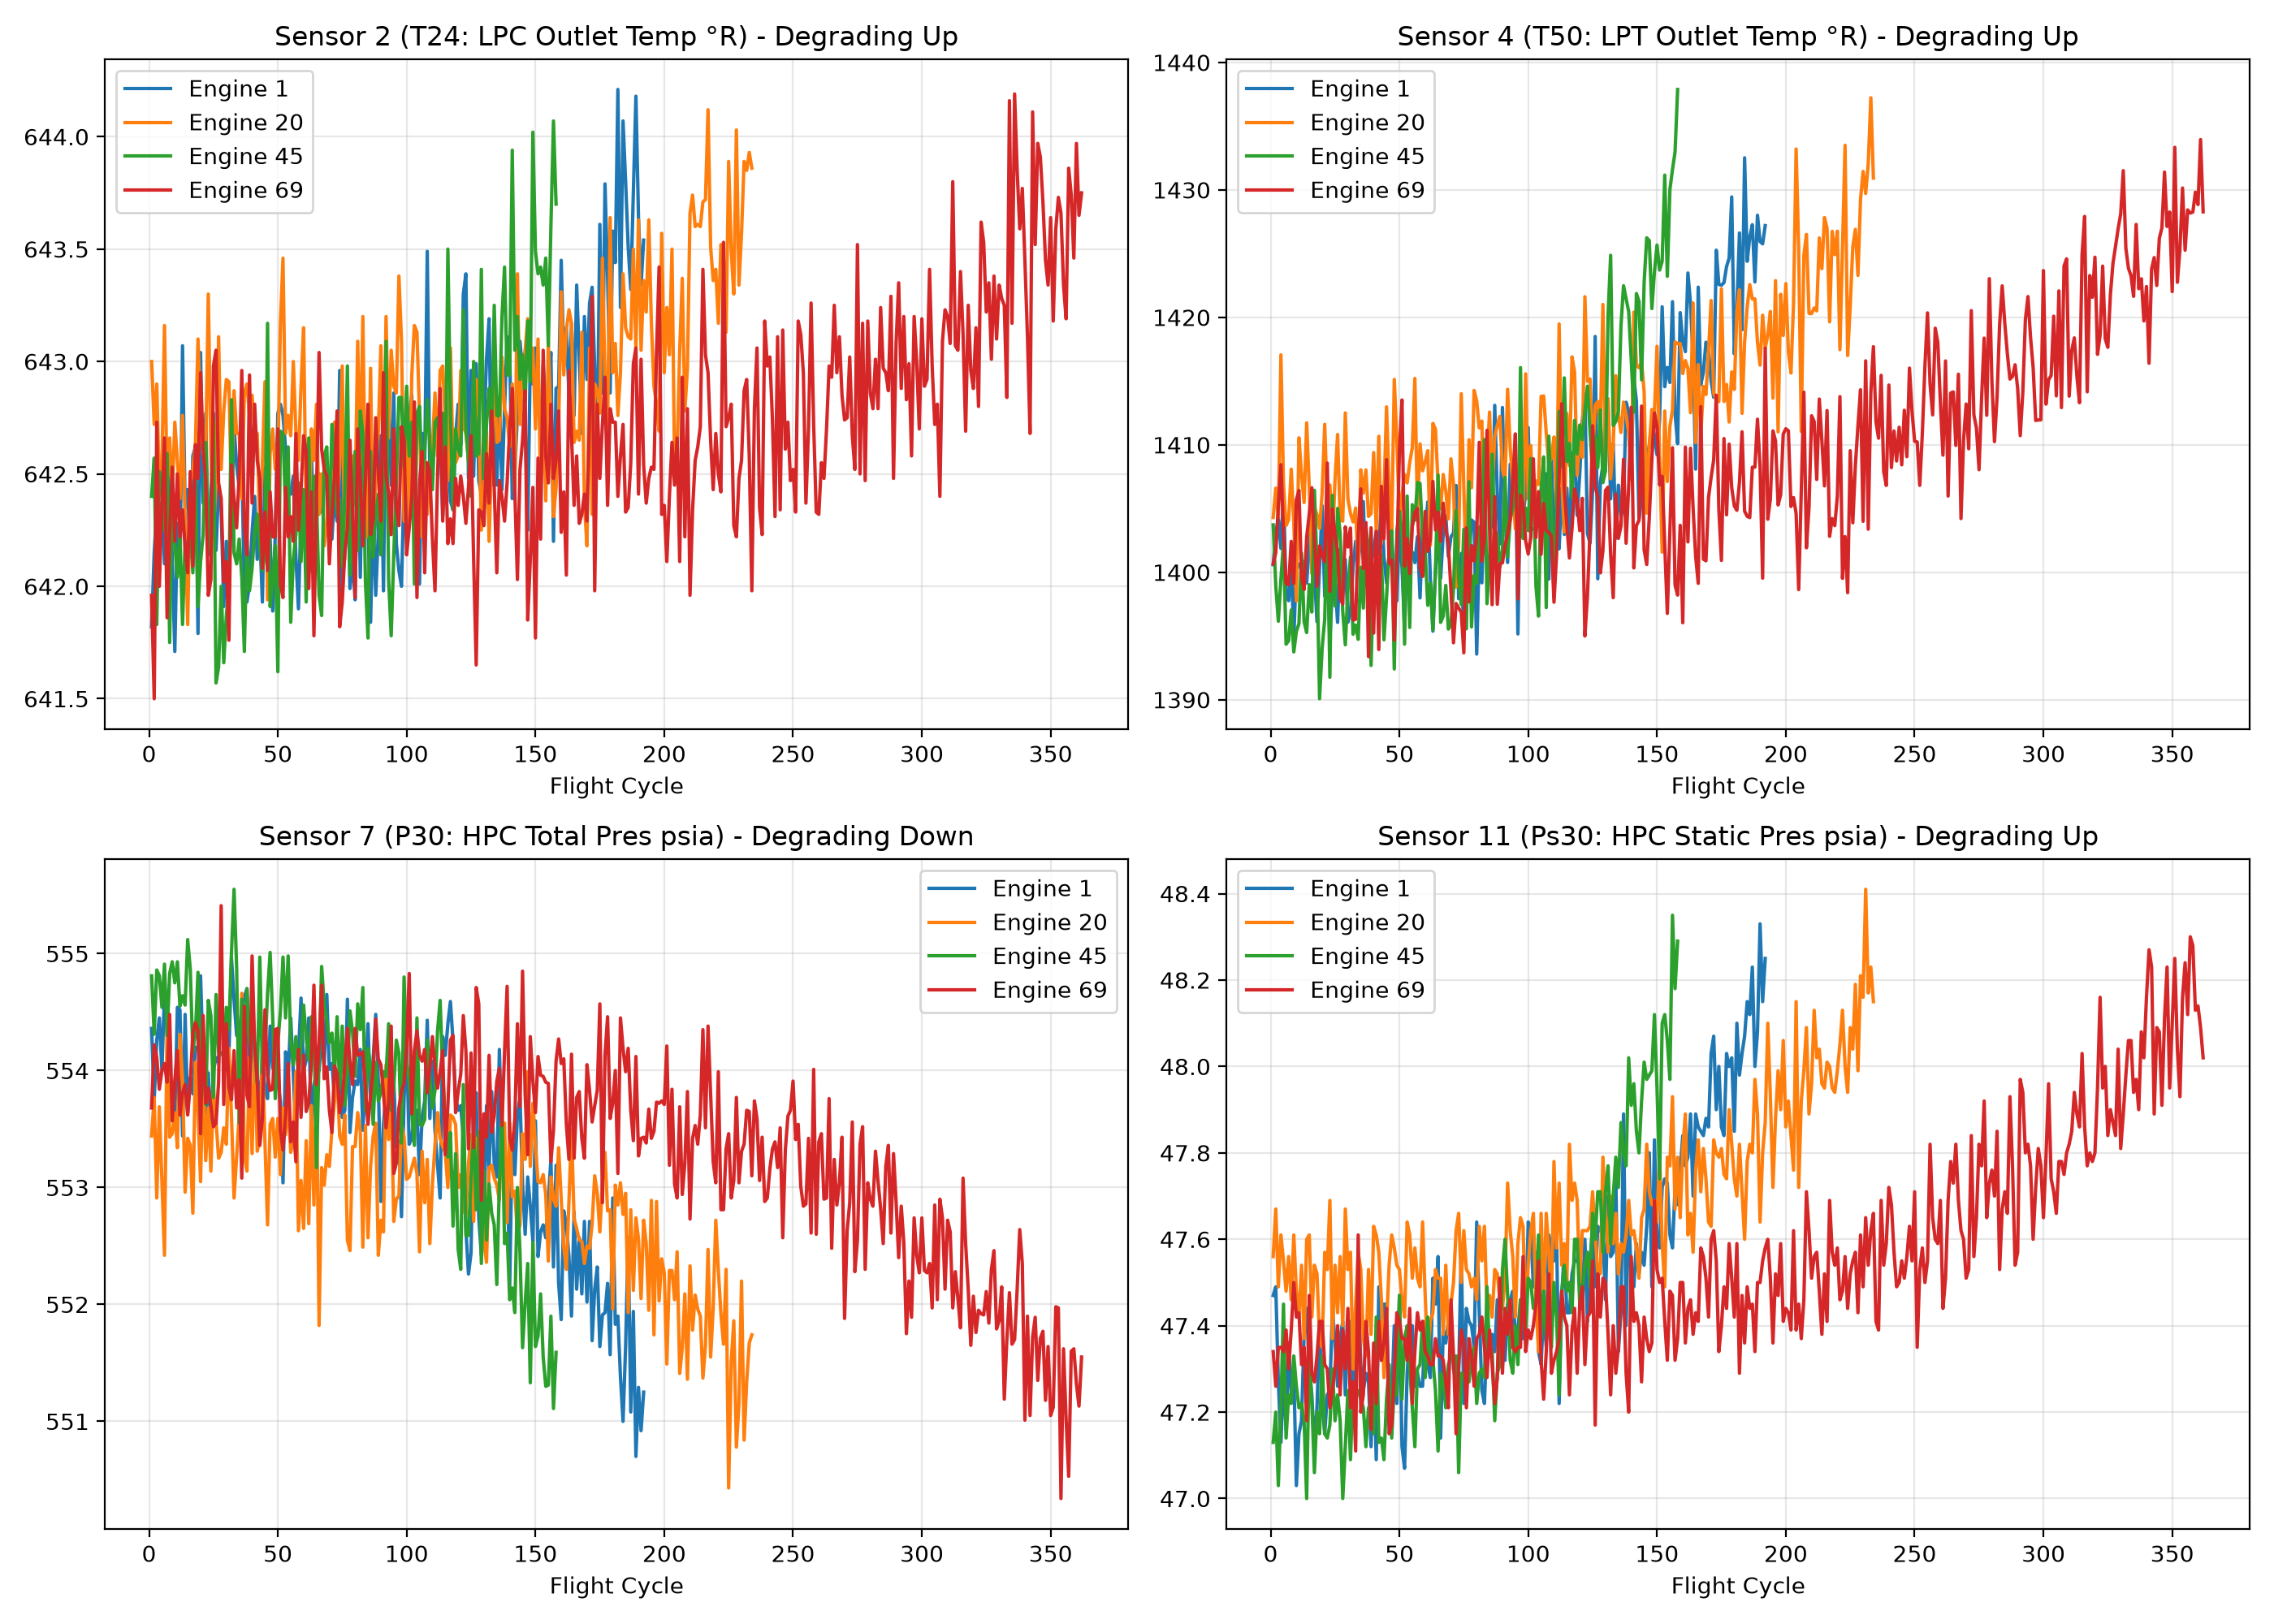 Sensor 2 (T24: LPC Outlet Temp °R) - Degrading Up
Engine 1
Engine 20
Engine 45
Engine 69
644.0
643.5
643.0
642.5
642.0
641.5
0 50 100 150 200 250 300 350
Flight Cycle
Sensor 4 (T50: LPT Outlet Temp °R) - Degrading Up
Engine 1
Engine 20
Engine 45
Engine 69
1440
1430
1420
1410
1400
1390
0 50 100 150 200 250 300 350
Flight Cycle
Sensor 7 (P30: HPC Total Pres psia) - Degrading Down
Engine 1
Engine 20
Engine 45
Engine 69
555
554
553
552
551
0 50 100 150 200 250 300 350
Flight Cycle
Sensor 11 (Ps30: HPC Static Pres psia) - Degrading Up
Engine 1
Engine 20
Engine 45
Engine 69
48.4
48.2
48.0
47.8
47.6
47.4
47.2
47.0
0 50 100 150 200 250 300 350
Flight Cycle